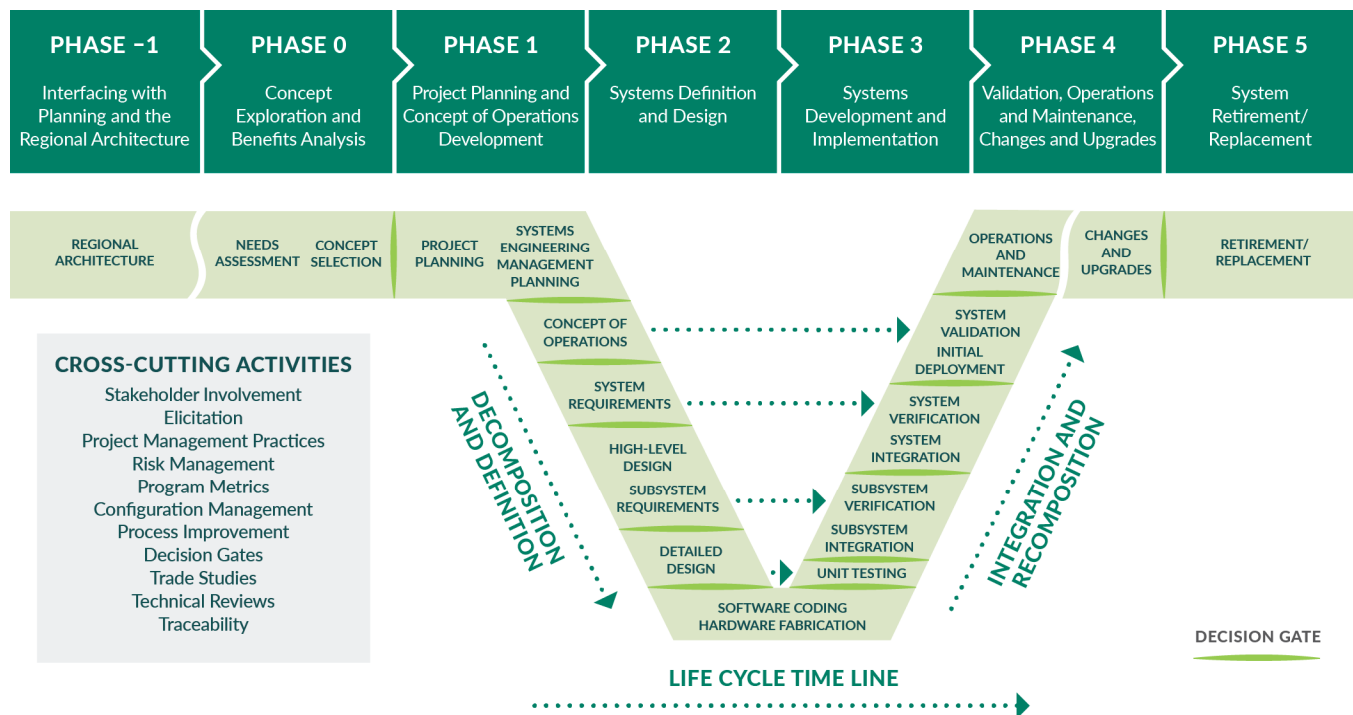 PHASE −1
Interfacing with
Planning and the
Regional Architecture
PHASE 0
Concept
Exploration and
Benefits Analysis
PHASE 1
Project Planning and
Concept of Operations
Development
PHASE 2
Systems Definition
and Design
PHASE 3
Systems
Development and
Implementation
PHASE 4
Validation, Operations
and Maintenance,
Changes and Upgrades
PHASE 5
System
Retirement/
Replacement
REGIONAL
ARCHITECTURE
NEEDS
ASSESSMENT
CONCEPT
SELECTION
PROJECT
PLANNING
SYSTEMS
ENGINEERING
MANAGEMENT
PLANNING
CONCEPT OF
OPERATIONS
SYSTEM
REQUIREMENTS
HIGH-LEVEL
DESIGN
SUBSYSTEM
REQUIREMENTS
DETAILED
DESIGN
SOFTWARE CODING
HARDWARE FABRICATION
UNIT TESTING
SUBSYSTEM
INTEGRATION
SUBSYSTEM
VERIFICATION
SYSTEM
INTEGRATION
SYSTEM
VERIFICATION
INITIAL
DEPLOYMENT
SYSTEM
VALIDATION
OPERATIONS
AND
MAINTENANCE
CHANGES
AND
UPGRADES
RETIREMENT/
REPLACEMENT
CROSS-CUTTING ACTIVITIES
Stakeholder Involvement
Elicitation
Project Management Practices
Risk Management
Program Metrics
Configuration Management
Process Improvement
Decision Gates
Trade Studies
Technical Reviews
Traceability
DECOMPOSITION
AND DEFINITION
INTEGRATION AND
RECOMPOSITION
DECISION GATE
LIFE CYCLE TIME LINE